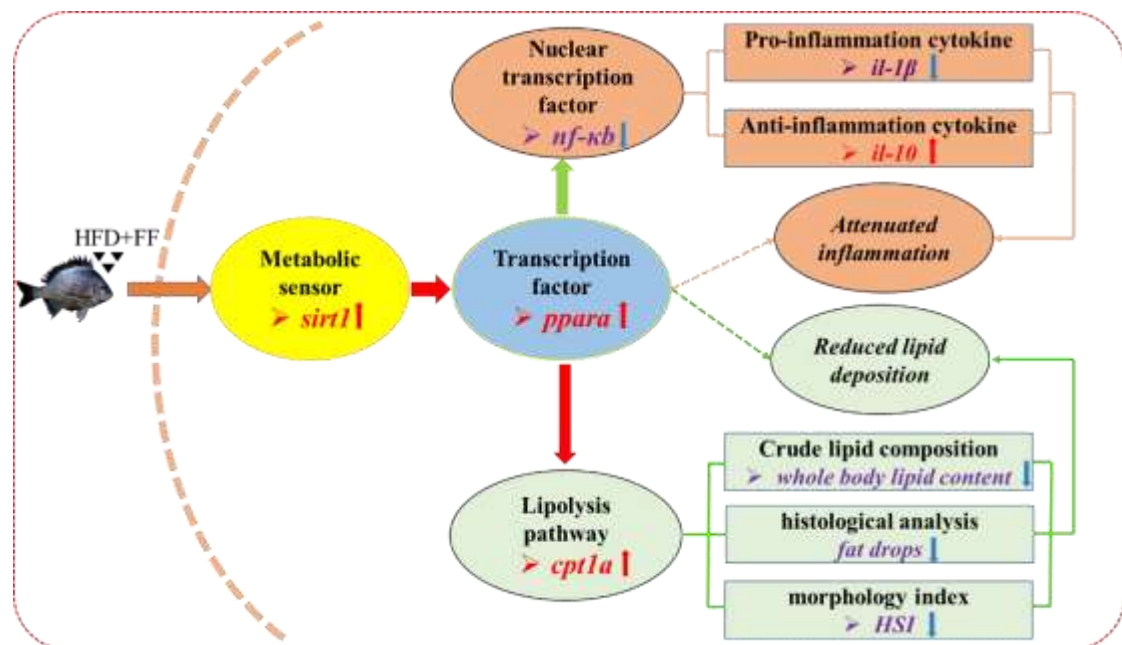 HFD+FF
Metabolic
sensor
➢ sirt1
Nuclear
transcription
factor
➢ nf-κb
Transcription
factor
➢ ppara
Lipolysis
pathway
➢ cpt1a
Pro-inflammation cytokine
➢ il-1β
Anti-inflammation cytokine
➢ il-10
Attenuated
inflammation
Reduced lipid
deposition
Crude lipid composition
➢ whole body lipid content
histological analysis
fat drops
morphology index
➢ HSI